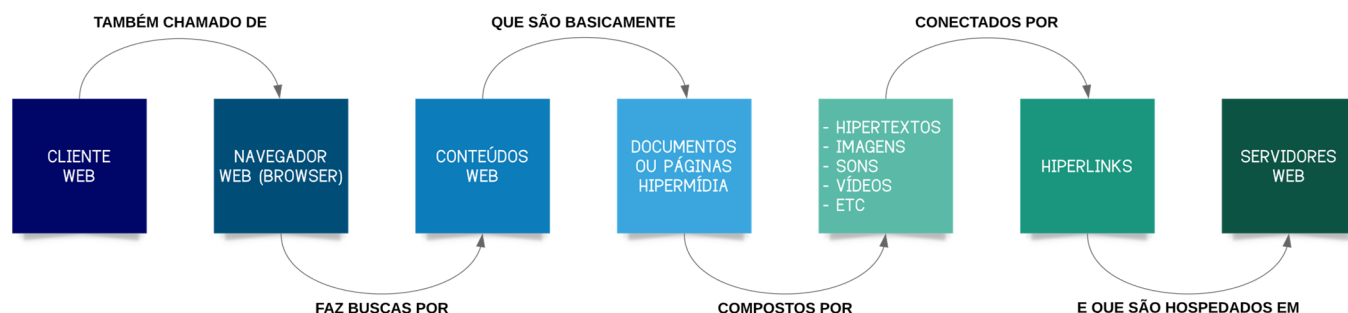 TAMBÉM CHAMADO DE
QUE SÃO BASICAMENTE
CONECTADOS POR
CLIENTE
WEB
NAVEGADOR
WEB (BROWSER)
CONTEÚDOS
WEB
DOCUMENTOS
OU PÁGINAS
HIPERMÍDIA
- HIPERTEXTOS
- IMAGENS
- SONS
- VÍDEOS
- ETC
HIPERLINKS
SERVIDORES
WEB
FAZ BUSCAS POR
COMPOSTOS POR
E QUE SÃO HOSPEDADOS EM